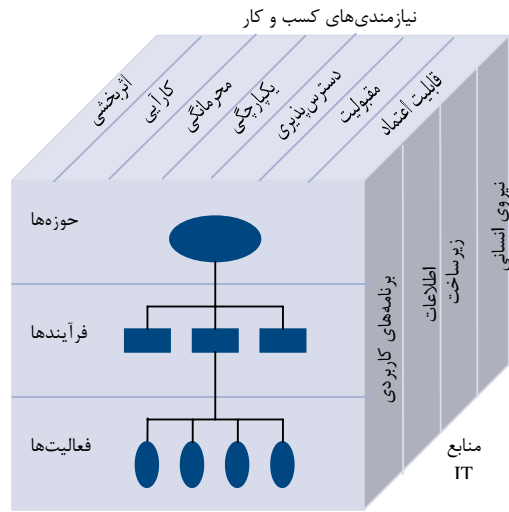 نیازمندی‌های کسب و کار
اثربخشی
کارآیی
محرمانگی
یکپارچگی
دسترس‌پذیری
مقبولیت
قابلیت اعتماد
حوزه‌ها
فرآیندها
فعالیت‌ها
برنامه‌های کاربردی
اطلاعات
زیرساخت
نیروی انسانی
منابع
IT